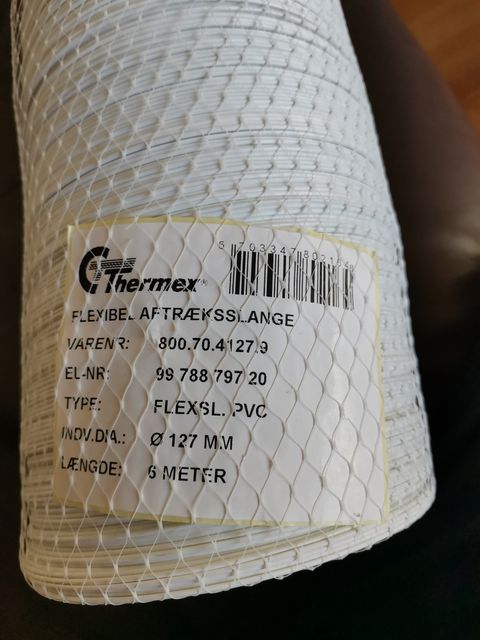 Thermex
FLEXIBEL AFTRÆKSSLANGE
VARENR: 800.70.4127.9
EL-NR: 99 788 797 20
TYPE: FLEXSL. PVC
INDV.DIA.: Ø 127 MM
LÆNGDE: 6 METER